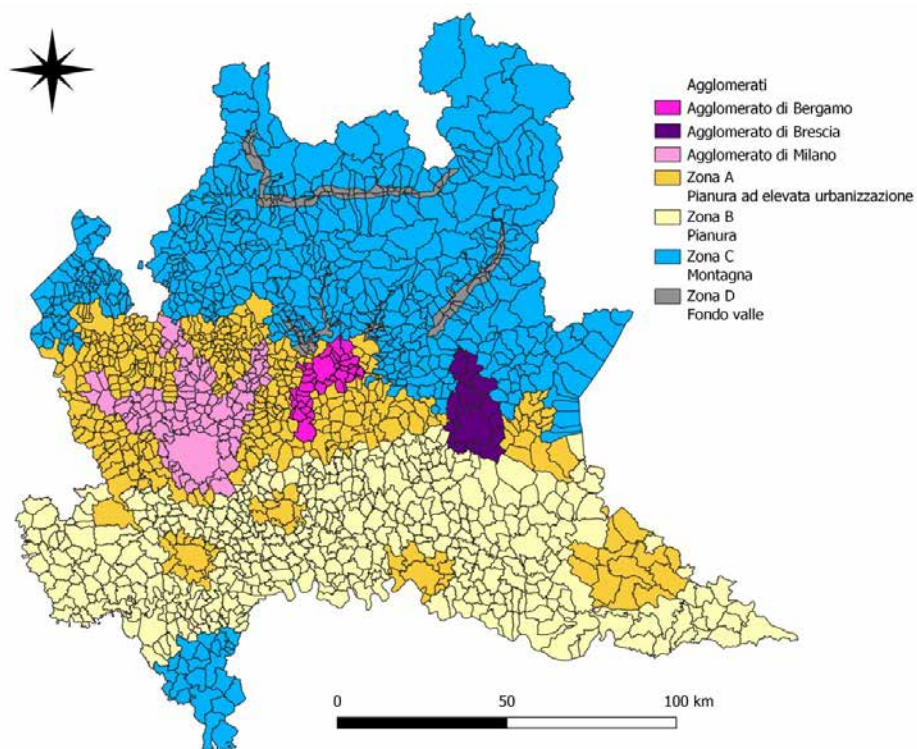 Agglomerati
Agglomerato di Bergamo
Agglomerato di Brescia
Agglomerato di Milano
Zona A
Pianura ad elevata urbanizzazione
Zona B
Pianura
Zona C
Montagna
Zona D
Fondo valle
0 50 100 km